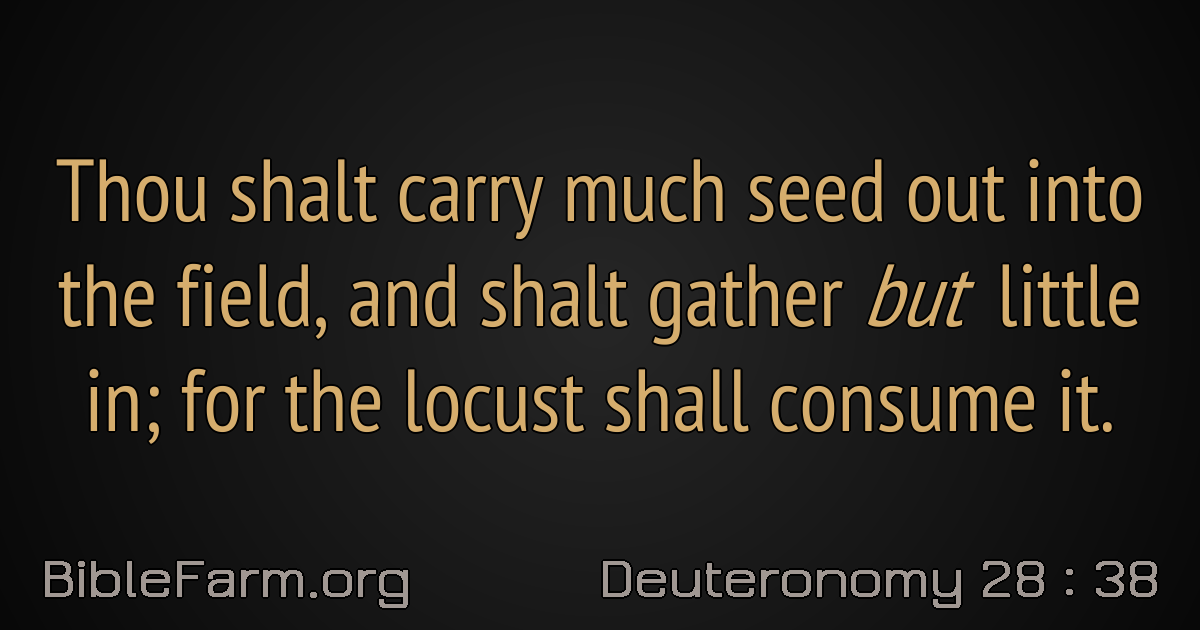 Thou shalt carry much seed out into
the field, and shalt gather but little
in; for the locust shall consume it.
BibleFarm.org
Deuteronomy 28 : 38